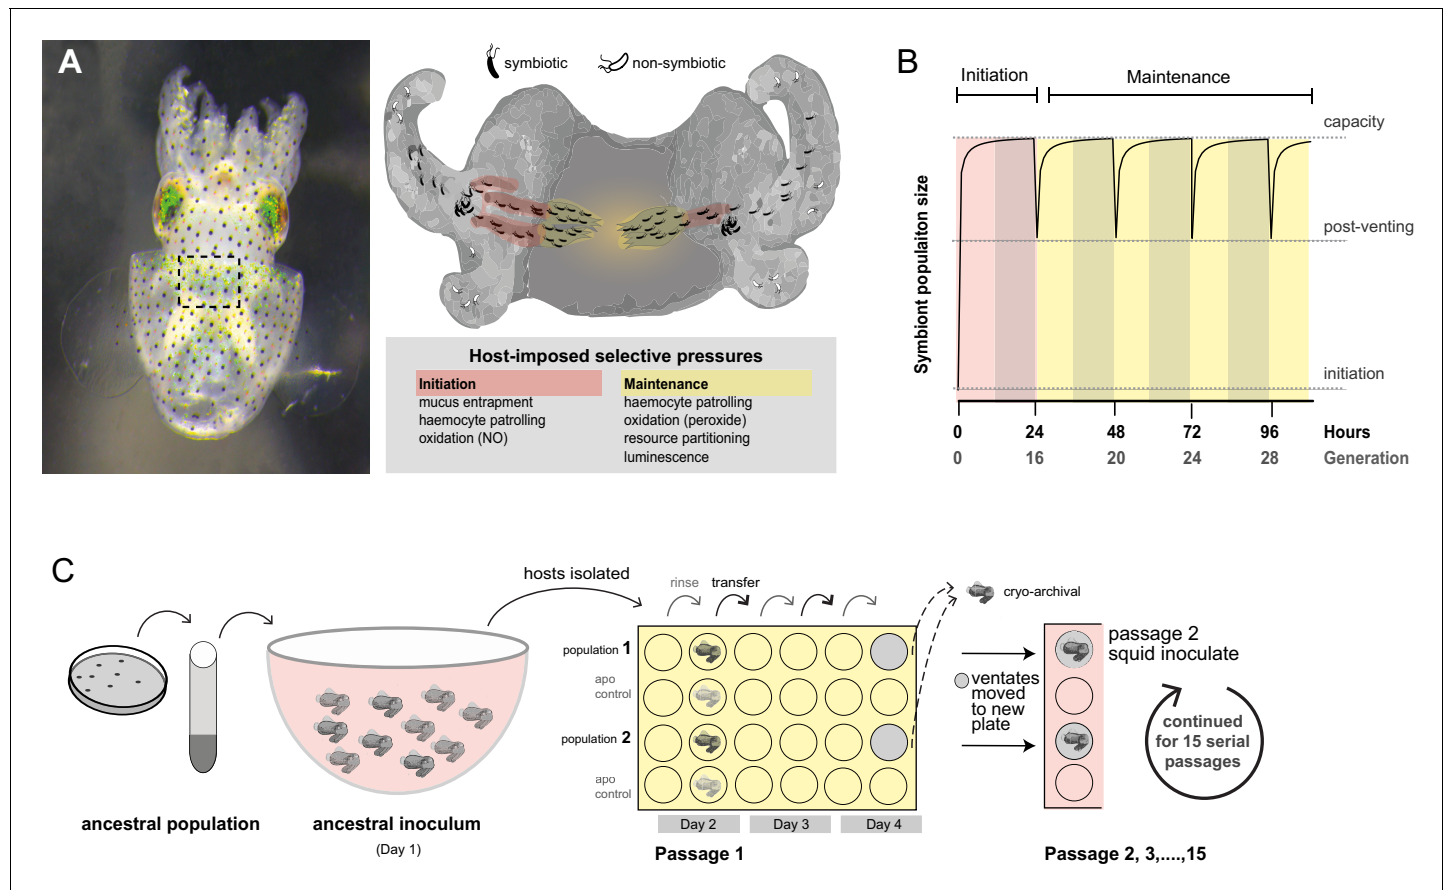 A
symbiotic
non-symbiotic
Host-imposed selective pressures
Initiation
mucus entrapment
haemocyte patrolling
oxidation (NO)
Maintenance
haemocyte patrolling
oxidation (peroxide)
resource partitioning
luminescence
B
Initiation
Maintenance
Symbiont populaiton size
capacity
post-venting
initiation
0 24 48 72 96 Hours
0 16 20 24 28 Generation
C
ancestral population
ancestral inoculum
(Day 1)
hosts isolated
rinse
transfer
population 1
apo
control
population 2
apo
control
Day 2
Day 3
Day 4
Passage 1
cryo-archival
ventates
moved
to new
plate
passage 2
squid inoculate
continued
for 15 serial
passages
Passage 2, 3,....,15